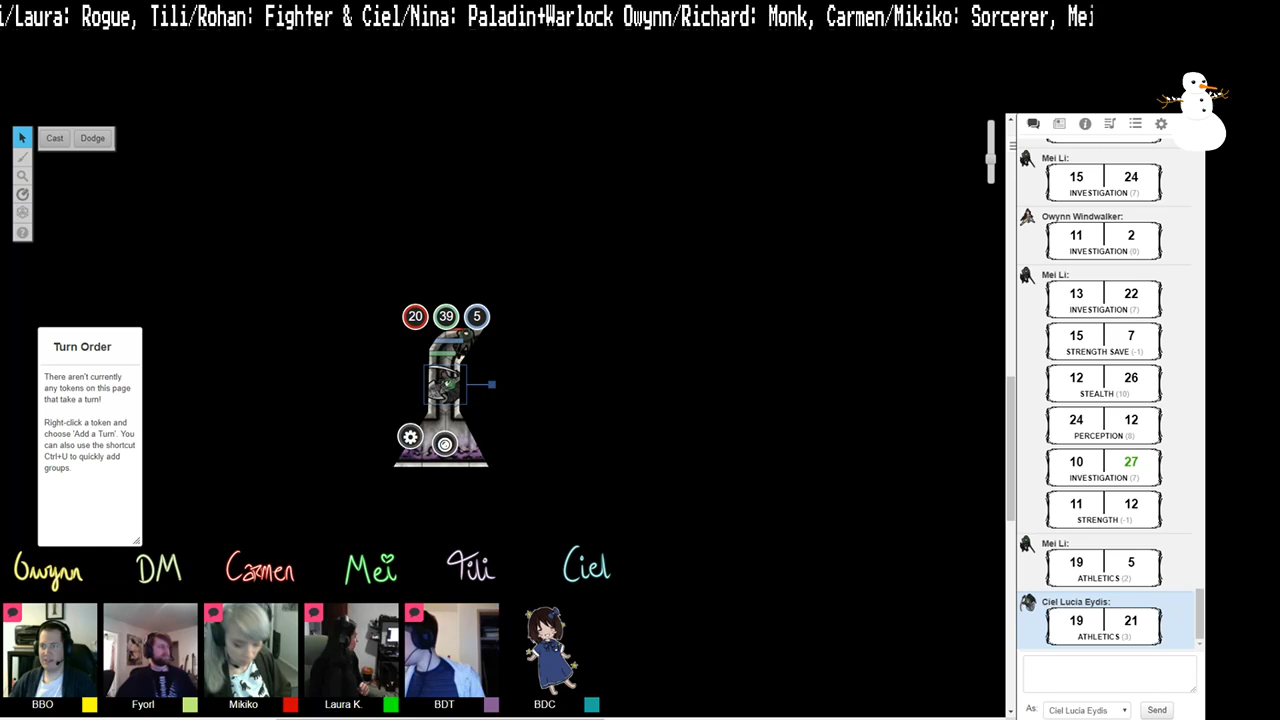 i/Laura: Rogue, Tili/Rohan: Fighter & Ciel/Nina: Paladin+Warlock Owynn/Richard: Monk, Carmen/Mikiko: Sorcerer, Mei
Cast
Dodge
Turn Order
There aren't currently
any tokens on this page
that take a turn!
Right-click a token and
choose 'Add a Turn'. You
can also use the shortcut
Ctrl+U to quickly add
groups.
20 39 5
Mei Li:
15 24
INVESTIGATION (7)
Owynn Windwalker:
11 2
INVESTIGATION (0)
Mei Li:
13 22
INVESTIGATION (7)
15 7
STRENGTH SAVE (-1)
12 26
STEALTH (10)
24 12
PERCEPTION (8)
10 27
INVESTIGATION (7)
11 12
STRENGTH (-1)
Mei Li:
19 5
ATHLETICS (2)
Ciel Lucia Eydis:
19 21
ATHLETICS (3)
As: Ciel Lucia Eydis Send
Owynn DM Carmen Mei Tili Ciel
BBO Fyorl Mikiko Laura K. BDT BDC